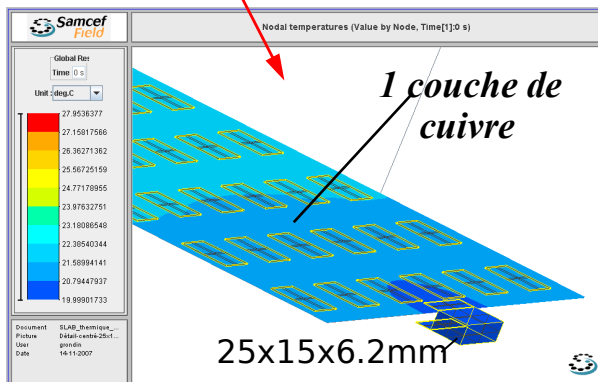 Samcef
Field
Nodal temperatures (Value by Node, Time[1]:0 s)
Global Res
Time 0 s
Unit : deg.C
27.9536377
27.15817566
26.36271362
25.56725159
24.77178955
23.97632751
23.18086548
22.38540344
21.58994141
20.79447937
19.99901733
1 couche de
cuivre
25x15x6.2mm
Document SLAB_thermique_...
Picture Détail-centré-25x1...
User grondin
Date 14-11-2007